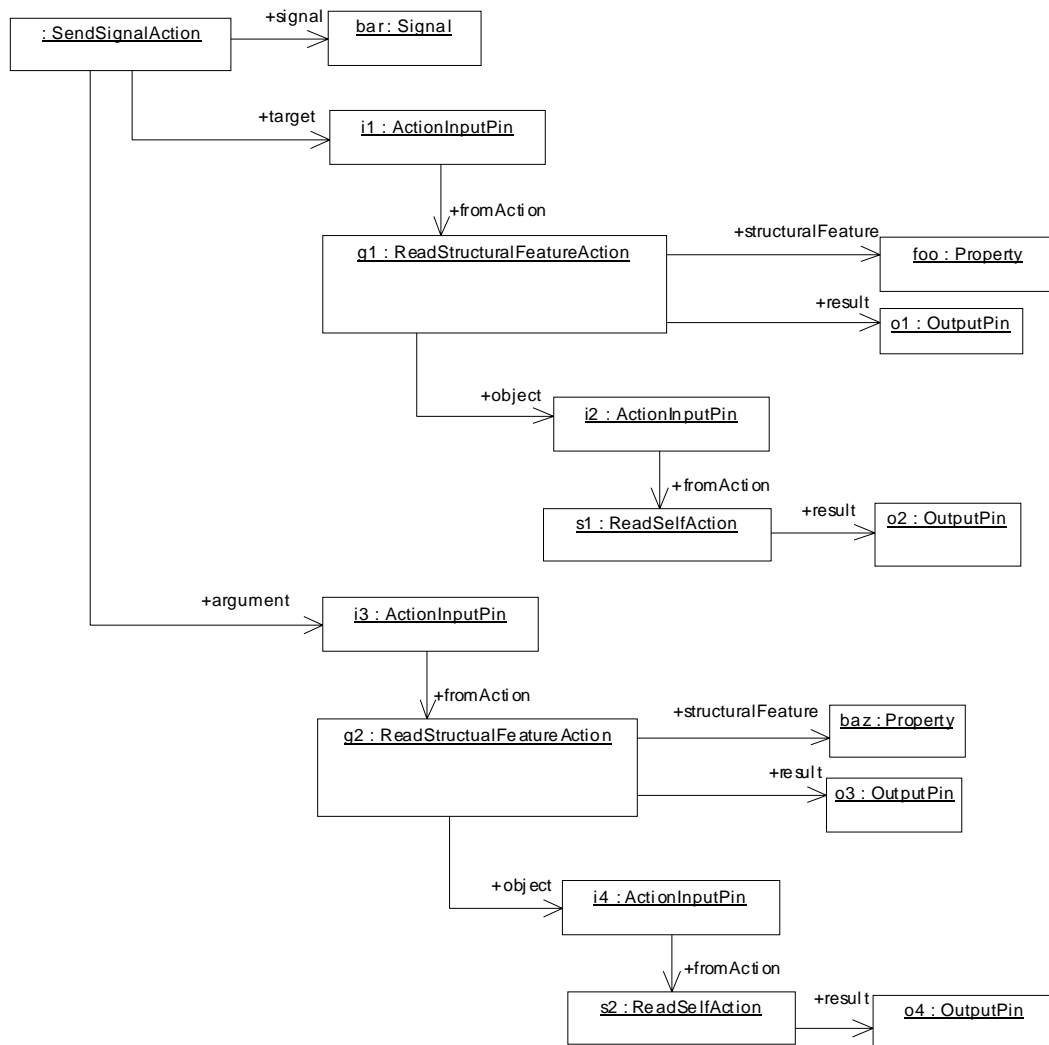 +signal
: SendSignalAction
bar: Signal
+target
i1 : ActionInputPin
+fromAction
+structuralFeature
g1 : ReadStructuralFeatureAction
foo : Property
+result
o1 : OutputPin
+object
i2 : ActionInputPin
+fromAction
+result
s1 : ReadSelfAction
o2 : OutputPin
+argument
i3 : ActionInputPin
+fromAction
+structuralFeature
g2 : ReadStructualFeatureAction
baz : Property
+result
o3 : OutputPin
+object
i4 : ActionInputPin
+fromAction
+result
s2 : ReadSelfAction
o4 : OutputPin